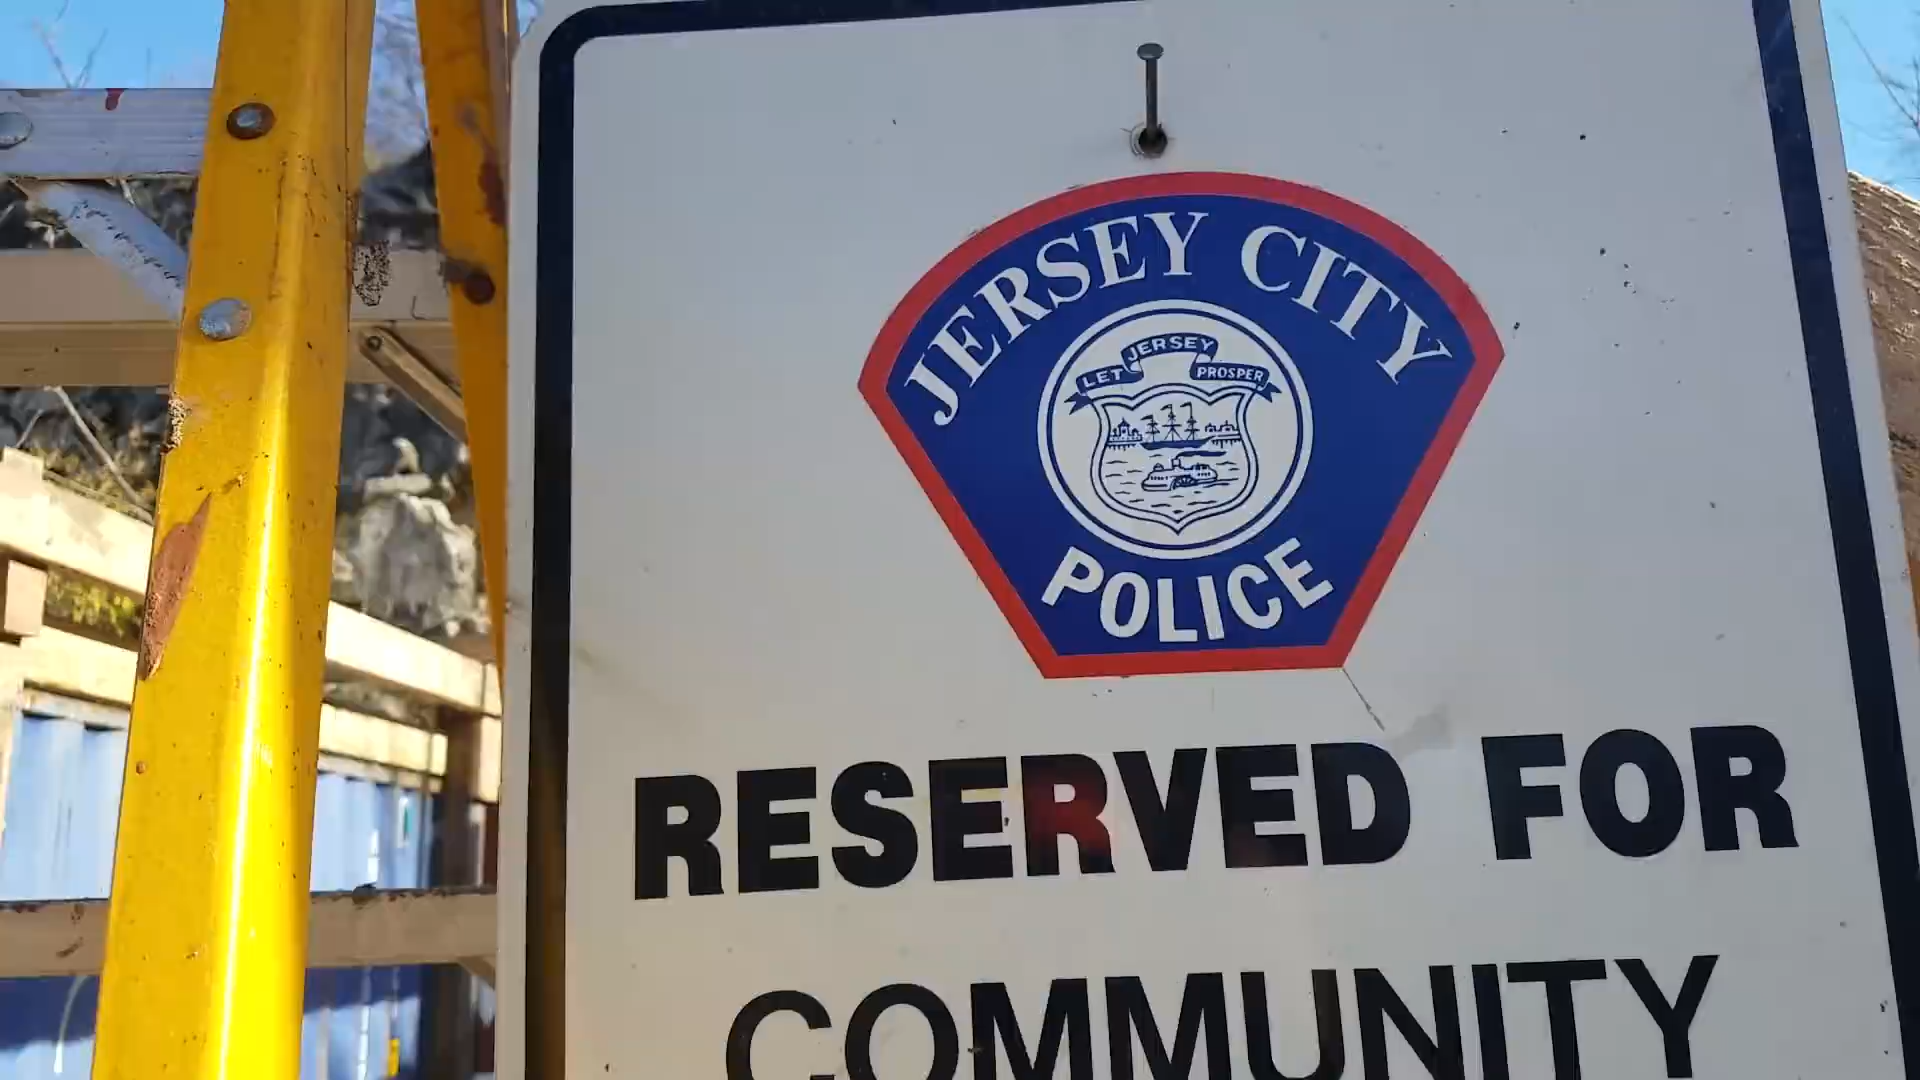 JERSEY CITY
LET JERSEY PROSPER
POLICE
RESERVED FOR
COMMUNITY